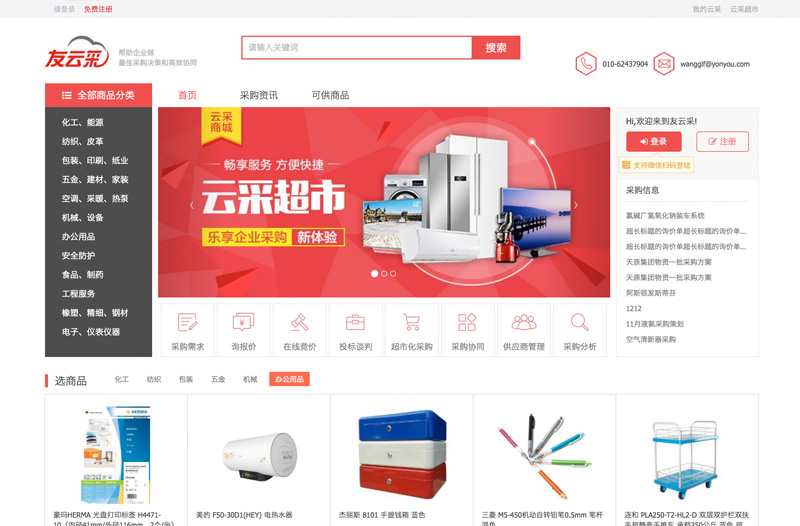 请登录 免费注册
我的云采 云采超市
友云采
帮助企业做
最佳采购决策和高效协同
请输入关键词
搜索
010-62437904
wangglf@yonyou.com
全部商品分类
首页
采购资讯
可供商品
化工、能源
纺织、皮革
包装、印刷、纸业
五金、建材、家装
空调、采暖、热泵
机械、设备
办公用品
安全防护
食品、制药
工程服务
橡塑、精细、钢材
电子、仪表仪器
云采
商城
畅享服务 方便快捷
云采超市
乐享企业采购 新体验
Hi,欢迎来到友云采!
登录
注册
支持微信扫码登陆
采购信息
氯碱厂氢氧化钠装车系统
超长标题的询价单超长标题的询价单...
超长标题的询价单超长标题的询价单...
天原集团物资一批采购方案
天原集团物资一批采购方案
阿斯顿发斯蒂芬
1212
11月液氨采购策划
空气清新器采购
采购需求
询报价
在线竞价
投标谈判
超市化采购
采购协同
供应商管理
采购分析
选商品
化工
纺织
包装
五金
机械
办公用品
HERMA
豪玛HERMA 光盘打印标签 H4471-
10（内径41mm/外径116mm，2个/张）
美的 F50-30D1(HEY) 电热水器
杰丽斯 8101 手提钱箱 蓝色
三菱 M5-450机动自转铅笔0.5mm 笔杆
混色
连和 PLA250-T2-HL2-D 双层双护栏双扶
手超静音手推车 承载250公斤 蓝色 超